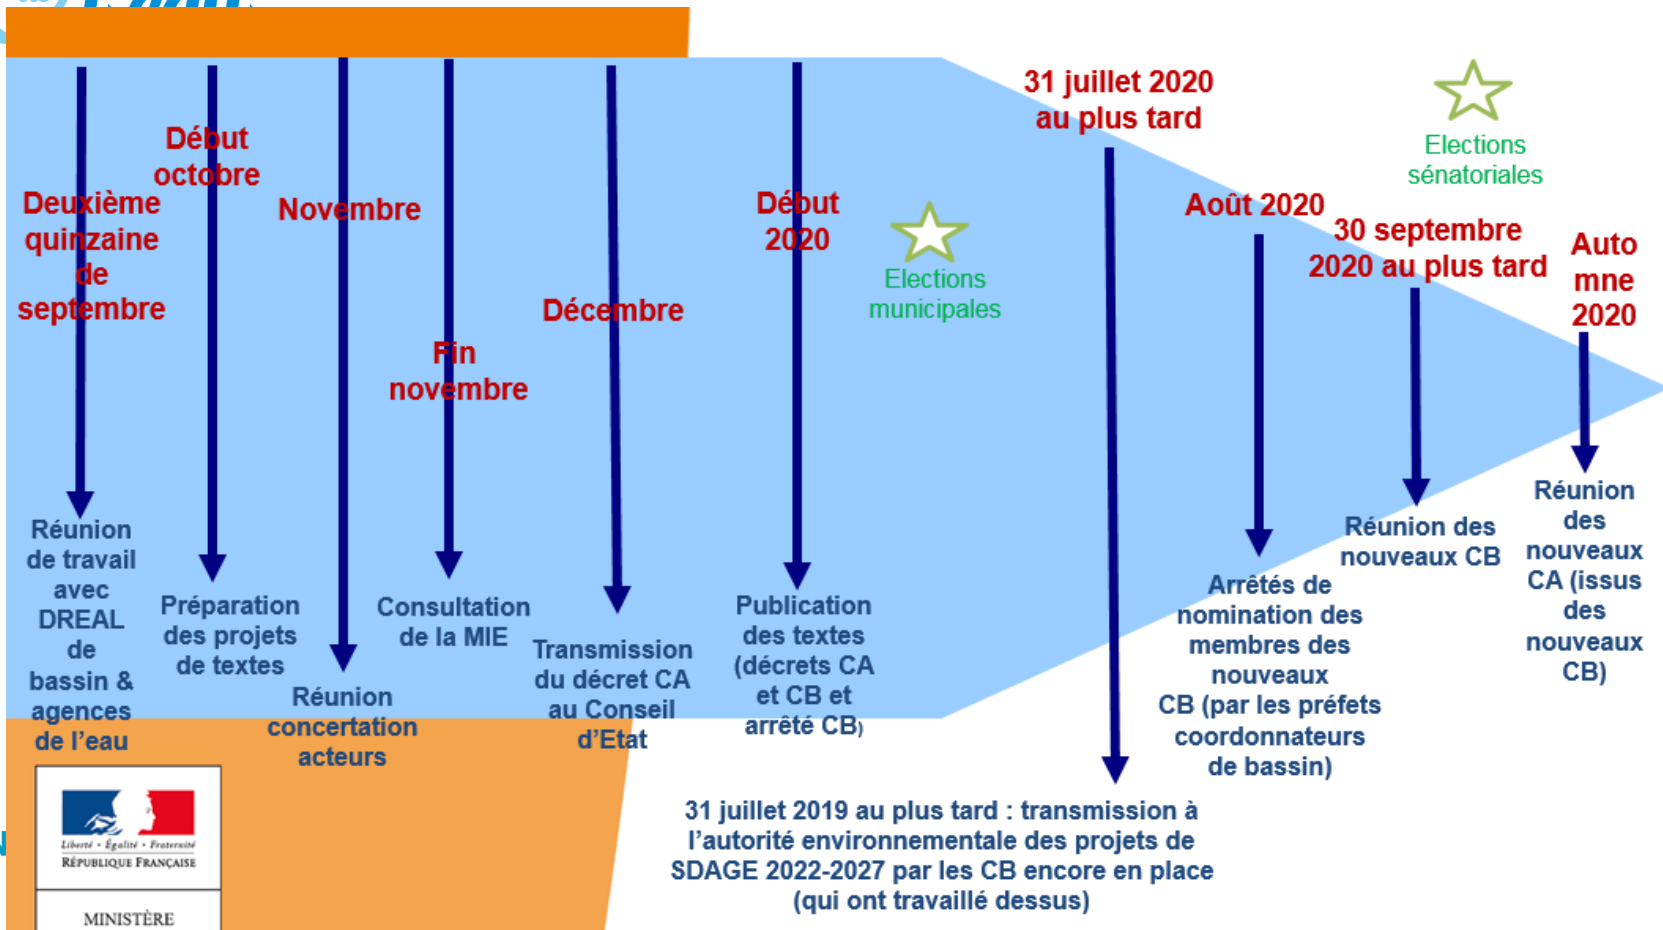 Deuxième
quinzaine
de
septembre
Réunion
de travail
avec
DREAL
de
bassin &
agences
de l'eau
Début
octobre
Préparation
des projets
de textes
Novembre
Réunion
concertation
acteurs
Fin
novembre
Consultation
de la MIE
Décembre
Transmission
du décret CA
au Conseil
d'Etat
Début
2020
Publication
des textes
(décrets CA
et CB et
arrêté CB)
Elections
municipales
31 juillet 2020
au plus tard
31 juillet 2019 au plus tard : transmission à
l'autorité environnementale des projets de
SDAGE 2022-2027 par les CB encore en place
(qui ont travaillé dessus)
Août 2020
Arrêtés de
nomination des
membres des
nouveaux
CB (par les préfets
coordonnateurs
de bassin)
Elections
sénatoriales
30 septembre
2020 au plus tard
Réunion des
nouveaux CB
Auto
mne
2020
Réunion
des
nouveaux
CA (issus
des
nouveaux
CB)
Liberté • Égalité • Fraternité
RÉPUBLIQUE FRANÇAISE
MINISTÈRE